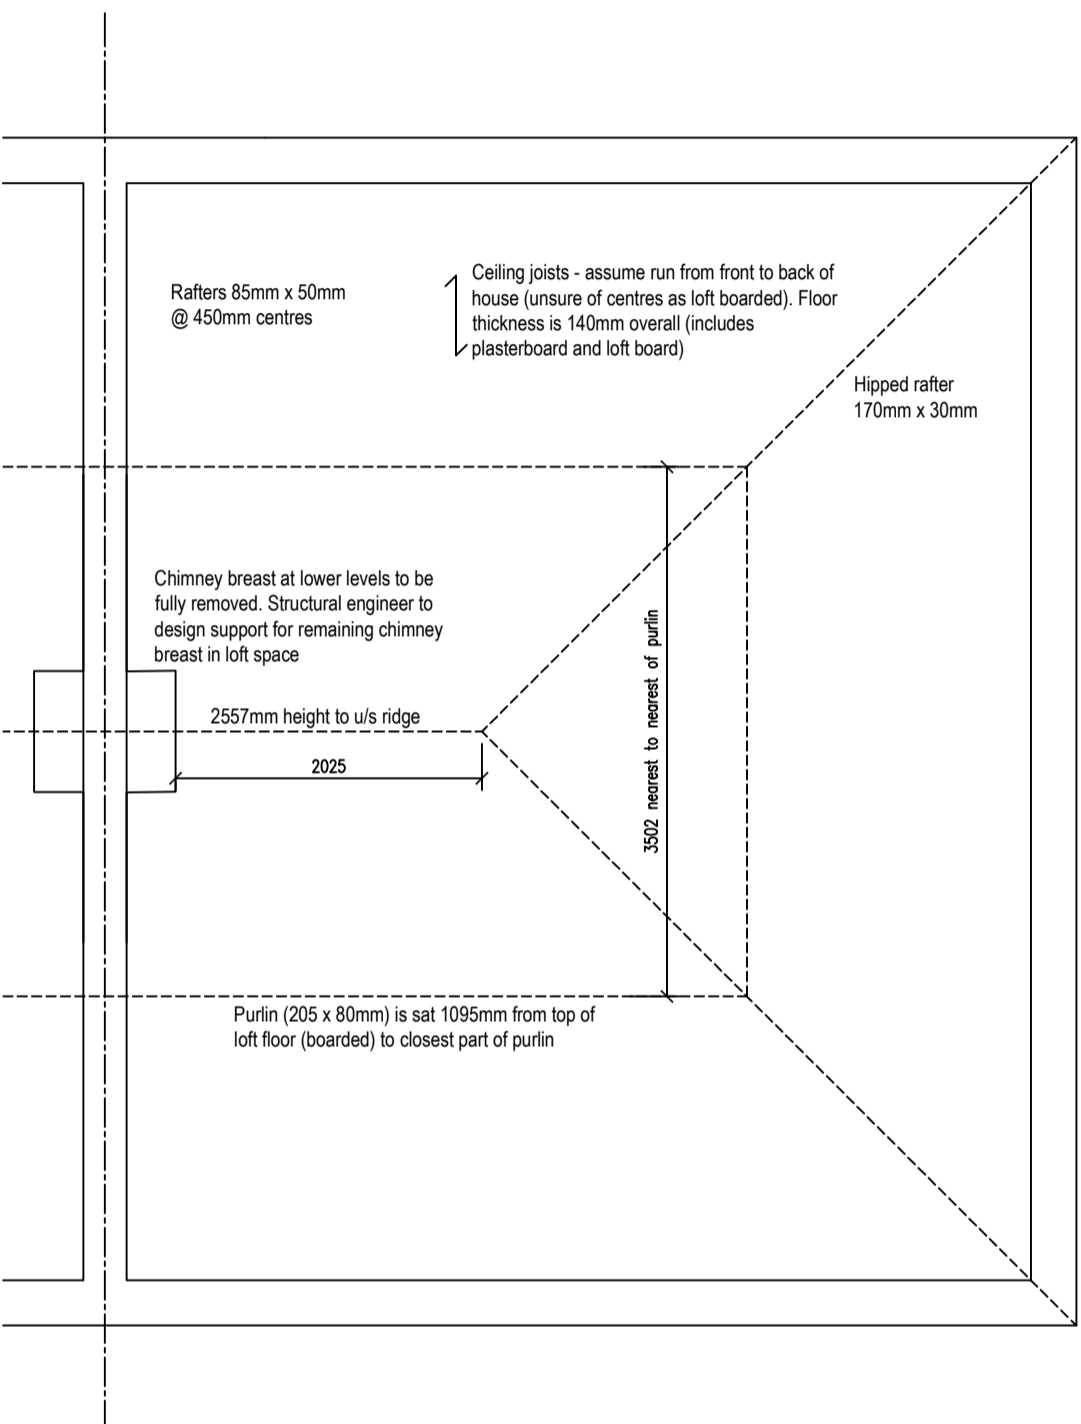 Rafters 85mm x 50mm
@ 450mm centres
Ceiling joists - assume run from front to back of
house (unsure of centres as loft boarded). Floor
thickness is 140mm overall (includes
plasterboard and loft board)
Hipped rafter
170mm x 30mm
Chimney breast at lower levels to be
fully removed. Structural engineer to
design support for remaining chimney
breast in loft space
2557mm height to u/s ridge
2025
3502 nearest to nearest of purlin
Purlin (205 x 80mm) is sat 1095mm from top of
loft floor (boarded) to closest part of purlin